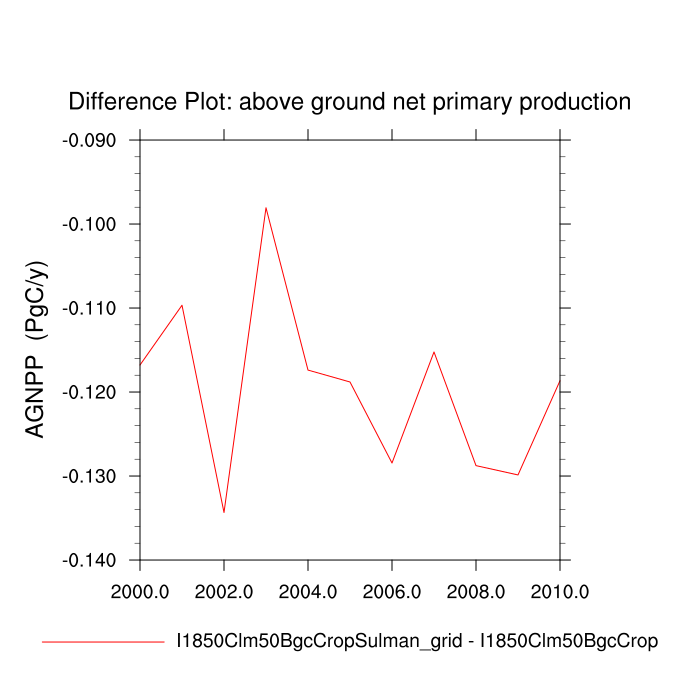 Difference Plot: above ground net primary production
-0.090
-0.100
-0.110
-0.120
-0.130
-0.140
AGNPP (PgC/y)
2000.0 2002.0 2004.0 2006.0 2008.0 2010.0
I1850Clm50BgcCropSulman_grid - I1850Clm50BgcCrop